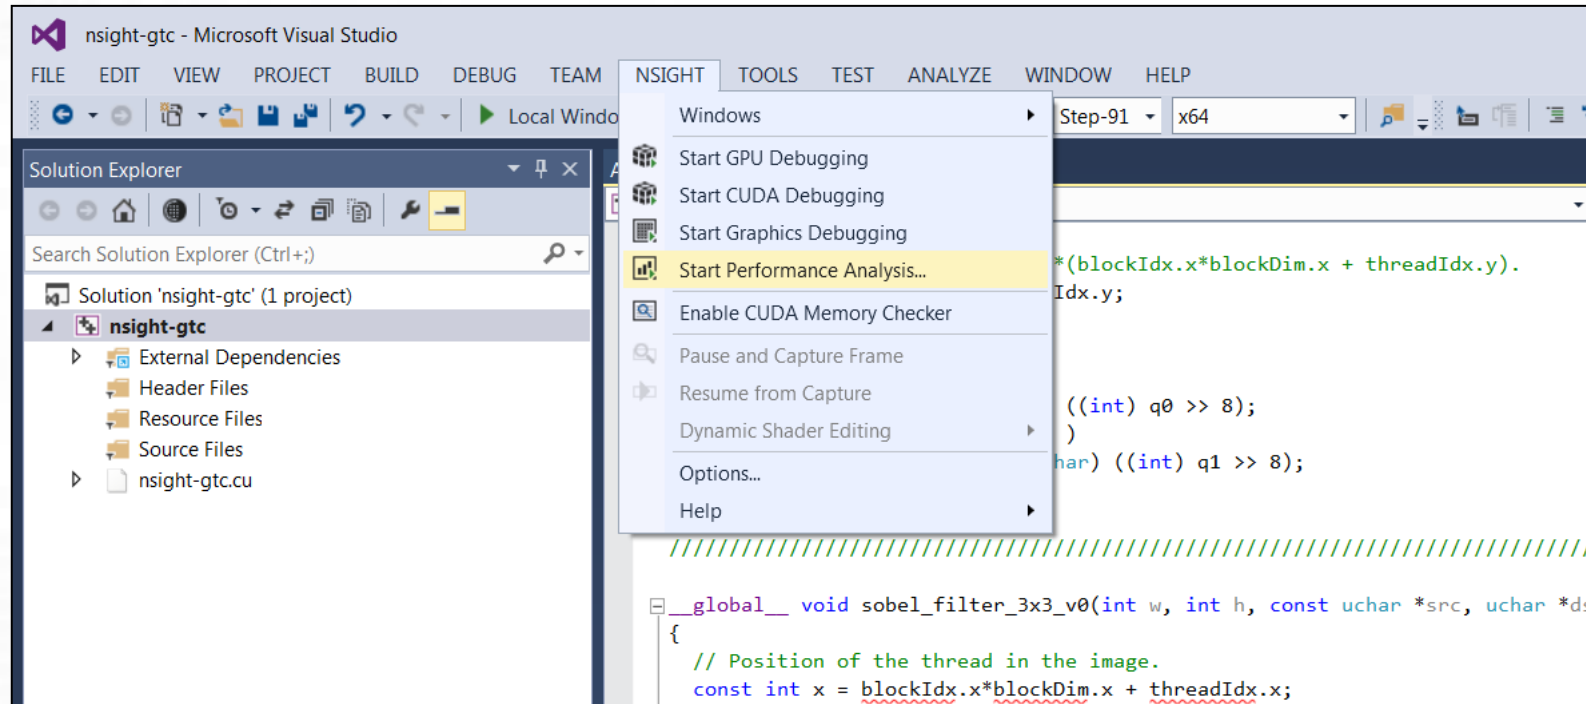 nsight-gtc - Microsoft Visual Studio
FILE EDIT VIEW PROJECT BUILD DEBUG TEAM NSIGHT TOOLS TEST ANALYZE WINDOW HELP
Local Windo
Step-91 x64
Windows
Start GPU Debugging
Start CUDA Debugging
Start Graphics Debugging
Start Performance Analysis...
Enable CUDA Memory Checker
Pause and Capture Frame
Resume from Capture
Dynamic Shader Editing
Options...
Help
Solution Explorer
Search Solution Explorer (Ctrl+;)
Solution 'nsight-gtc' (1 project)
nsight-gtc
External Dependencies
Header Files
Resource Files
Source Files
nsight-gtc.cu
*(blockIdx.x*blockDim.x + threadIdx.y).
Idx.y;
((int) q0 >> 8);
)
har) ((int) q1 >> 8);
////////////////////////////////////////////////////////////////////////////
__global__ void sobel_filter_3x3_v0(int w, int h, const uchar *src, uchar *ds
{
// Position of the thread in the image.
const int x = blockIdx.x*blockDim.x + threadIdx.x;